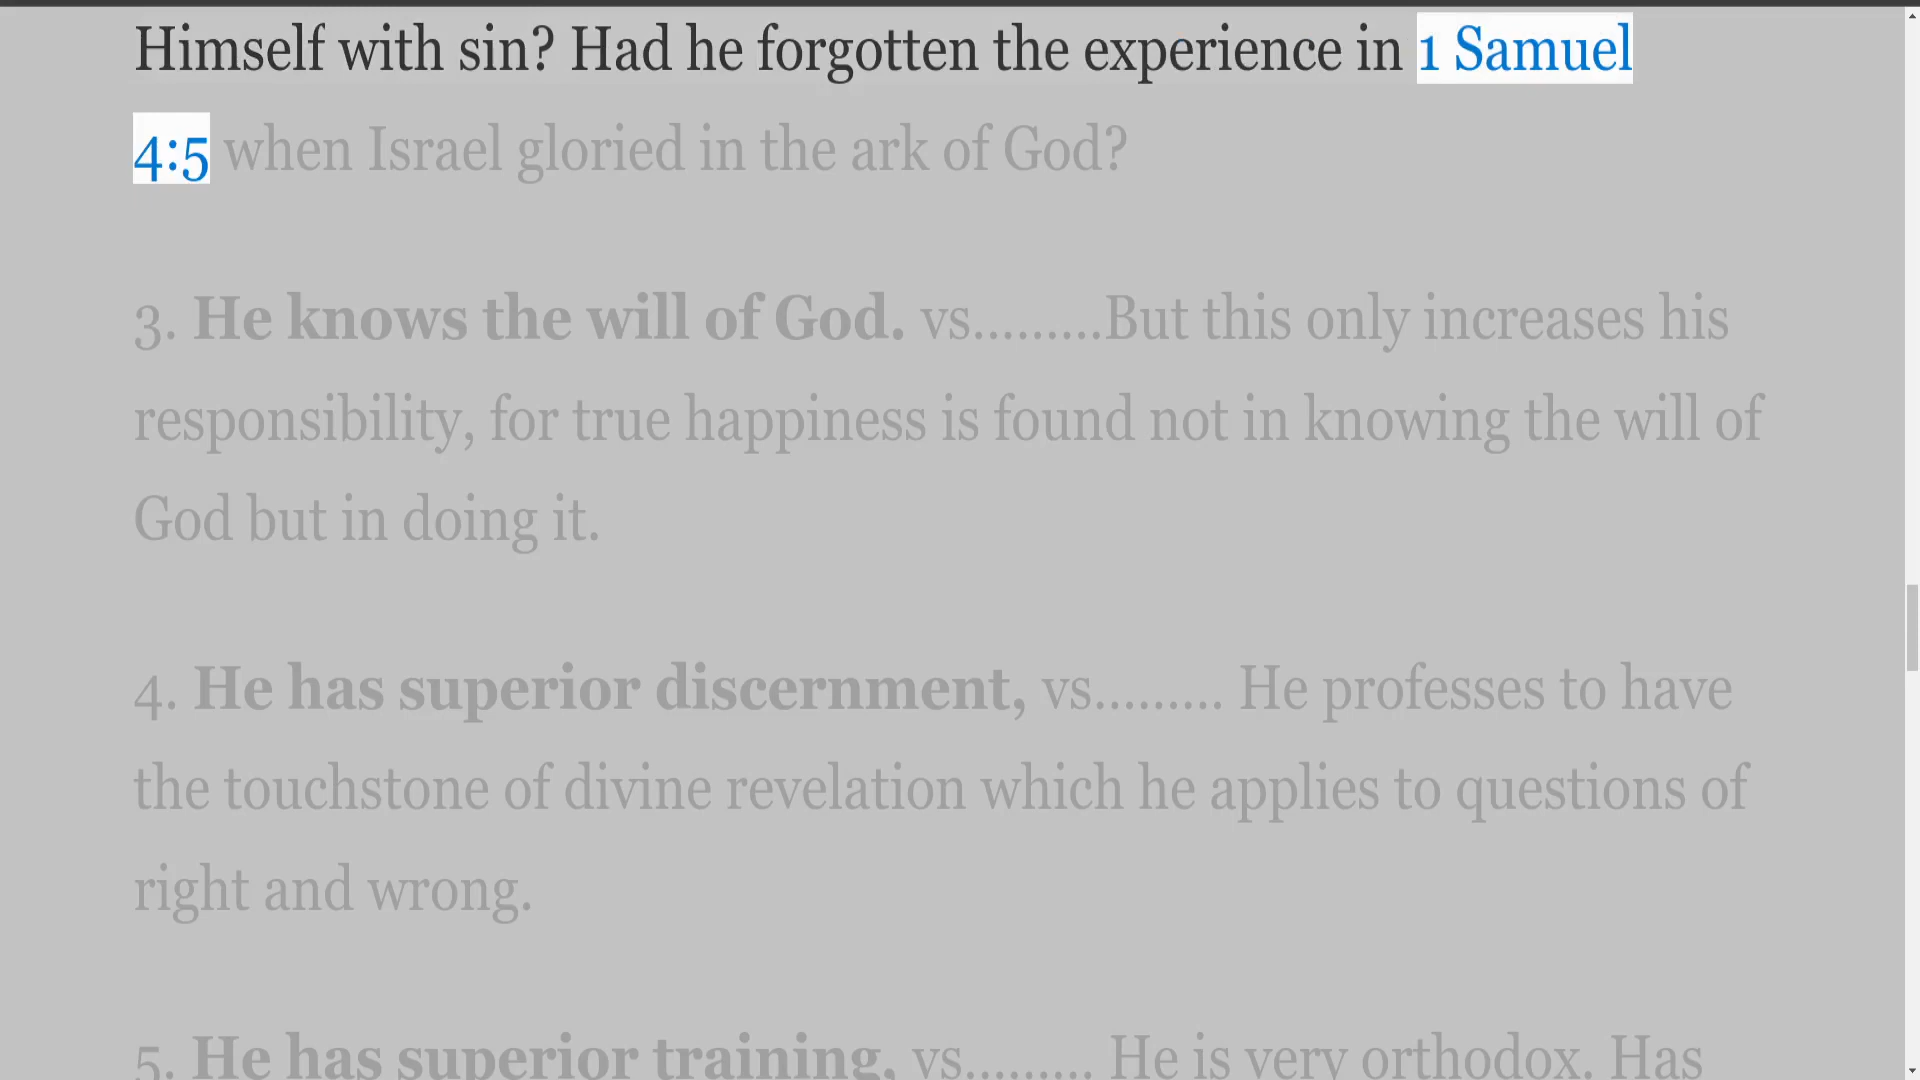 Himself with sin? Had he forgotten the experience in 1 Samuel
4:5 when Israel gloried in the ark of God?
3. He knows the will of God. vs.........But this only increases his
responsibility, for true happiness is found not in knowing the will of
God but in doing it.
4. He has superior discernment, vs......... He professes to have
the touchstone of divine revelation which he applies to questions of
right and wrong.
5. He has superior training, vs......... He is very orthodox. Has